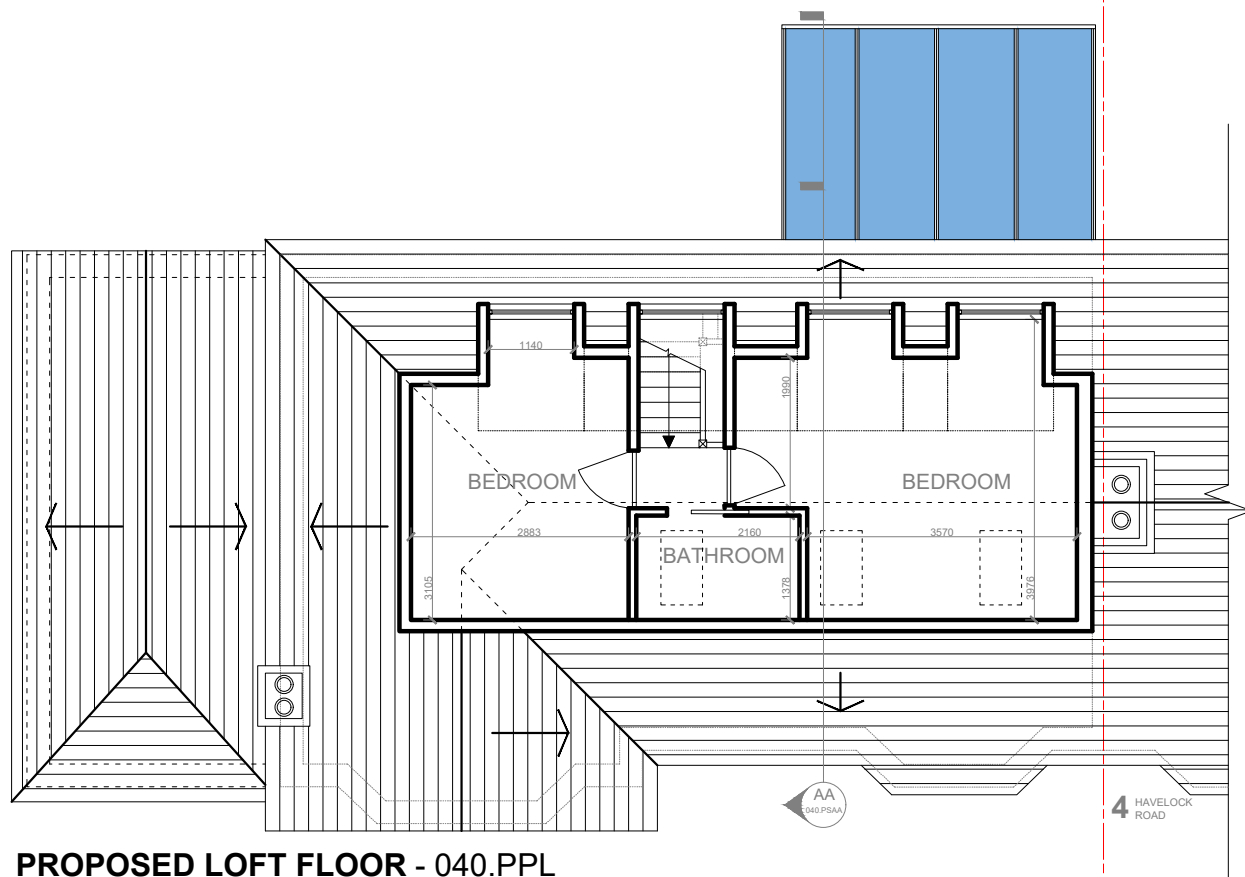 1140
1990
BEDROOM
BEDROOM
2883
2160
3570
BATHROOM
3105
1378
3976
AA
040.PSAA
4 HAVELOCK
ROAD
PROPOSED LOFT FLOOR - 040.PPL